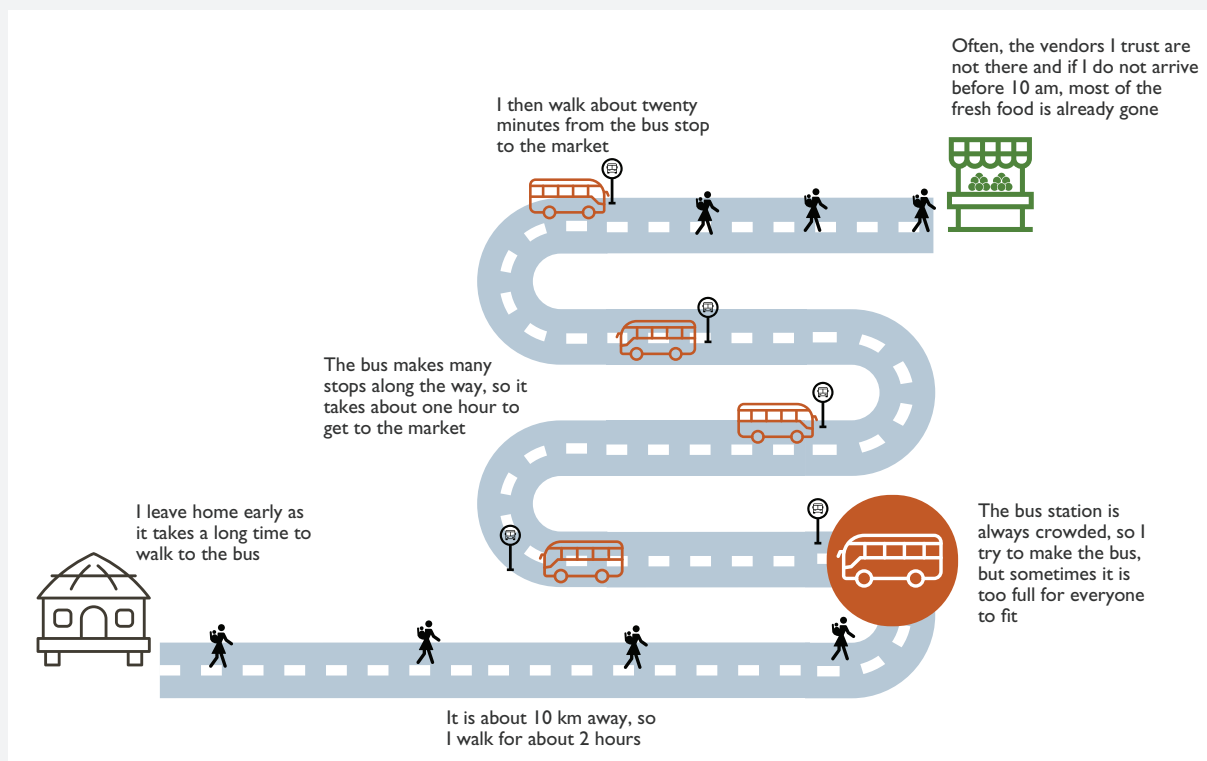 I leave home early as
it takes a long time to
walk to the bus
It is about 10 km away, so
I walk for about 2 hours
The bus station is
always crowded, so I
try to make the bus,
but sometimes it is
too full for everyone
to fit
The bus makes many
stops along the way, so it
takes about one hour to
get to the market
I then walk about twenty
minutes from the bus stop
to the market
Often, the vendors I trust are
not there and if I do not arrive
before 10 am, most of the
fresh food is already gone